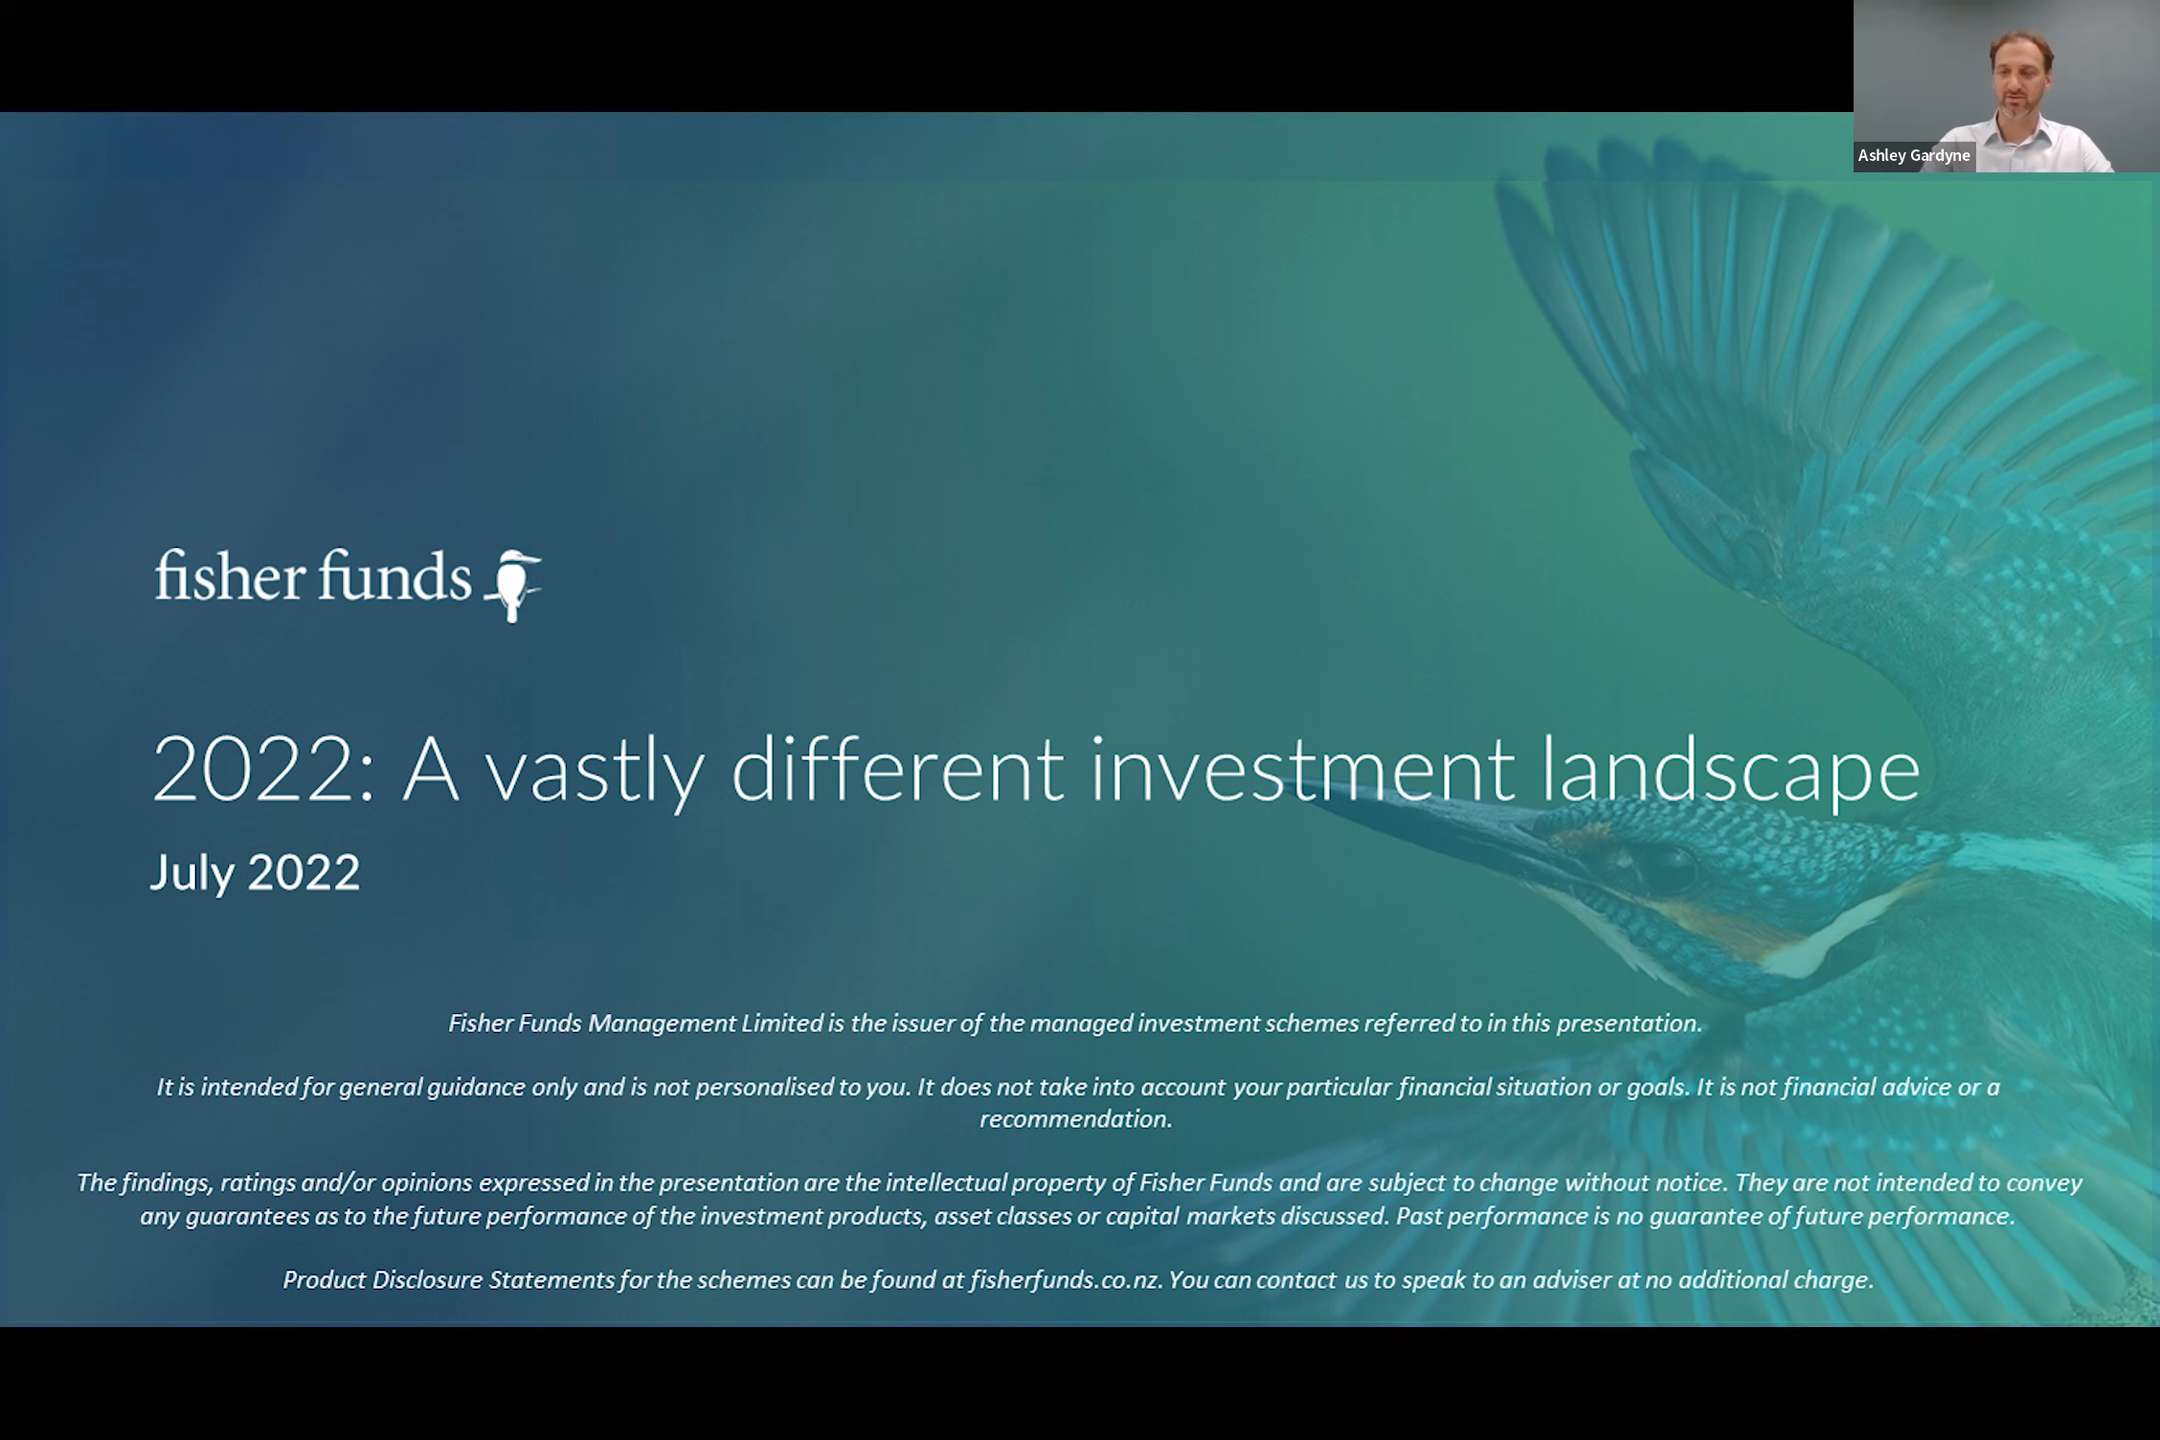 Ashley Gardyne
fisher funds
2022: A vastly different investment landscape
July 2022
Fisher Funds Management Limited is the issuer of the managed investment schemes referred to in this presentation.
It is intended for general guidance only and is not personalised to you. It does not take into account your particular financial situation or goals. It is not financial advice or a
recommendation.
The findings, ratings and/or opinions expressed in the presentation are the intellectual property of Fisher Funds and are subject to change without notice. They are not intended to convey
any guarantees as to the future performance of the investment products, asset classes or capital markets discussed. Past performance is no guarantee of future performance.
Product Disclosure Statements for the schemes can be found at fisherfunds.co.nz. You can contact us to speak to an adviser at no additional charge.